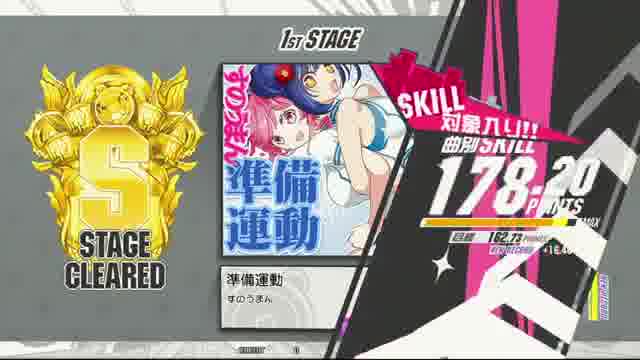 1ST STAGE
S
STAGE
CLEARED
すのうまん
準備
運動
準備運動
すのうまん
SKILL
対象入り!!
曲別SKILL
178.20
POINTS
MAX
162.73 POINTS
NEW RECORD